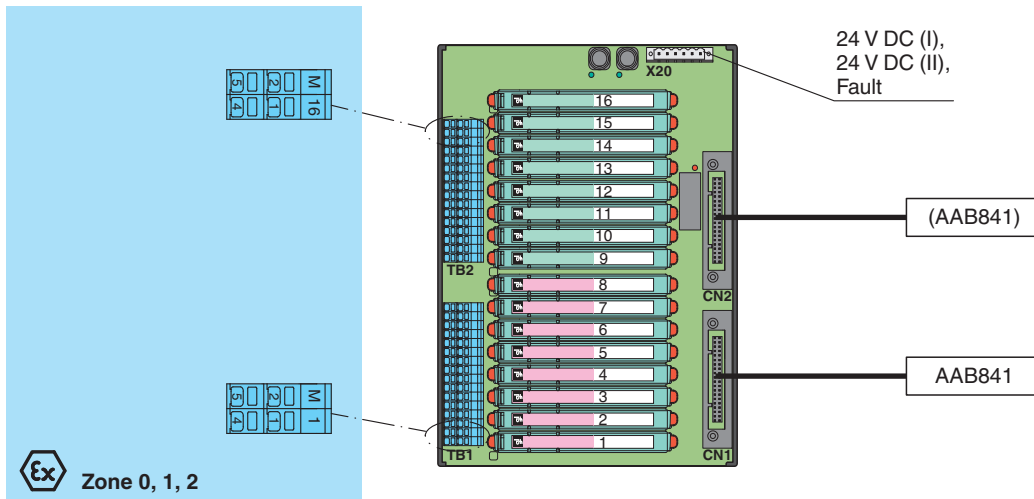 24 V DC (I),
24 V DC (II),
Fault
X20
5 2 M
4 1 16
16
15
14
13
12
11
10
9
8
7
6
5
4
3
2
1
TB2
(AAB841)
CN2
AAB841
5 2 M
4 1 1
TB1
CN1
Ex Zone 0, 1, 2